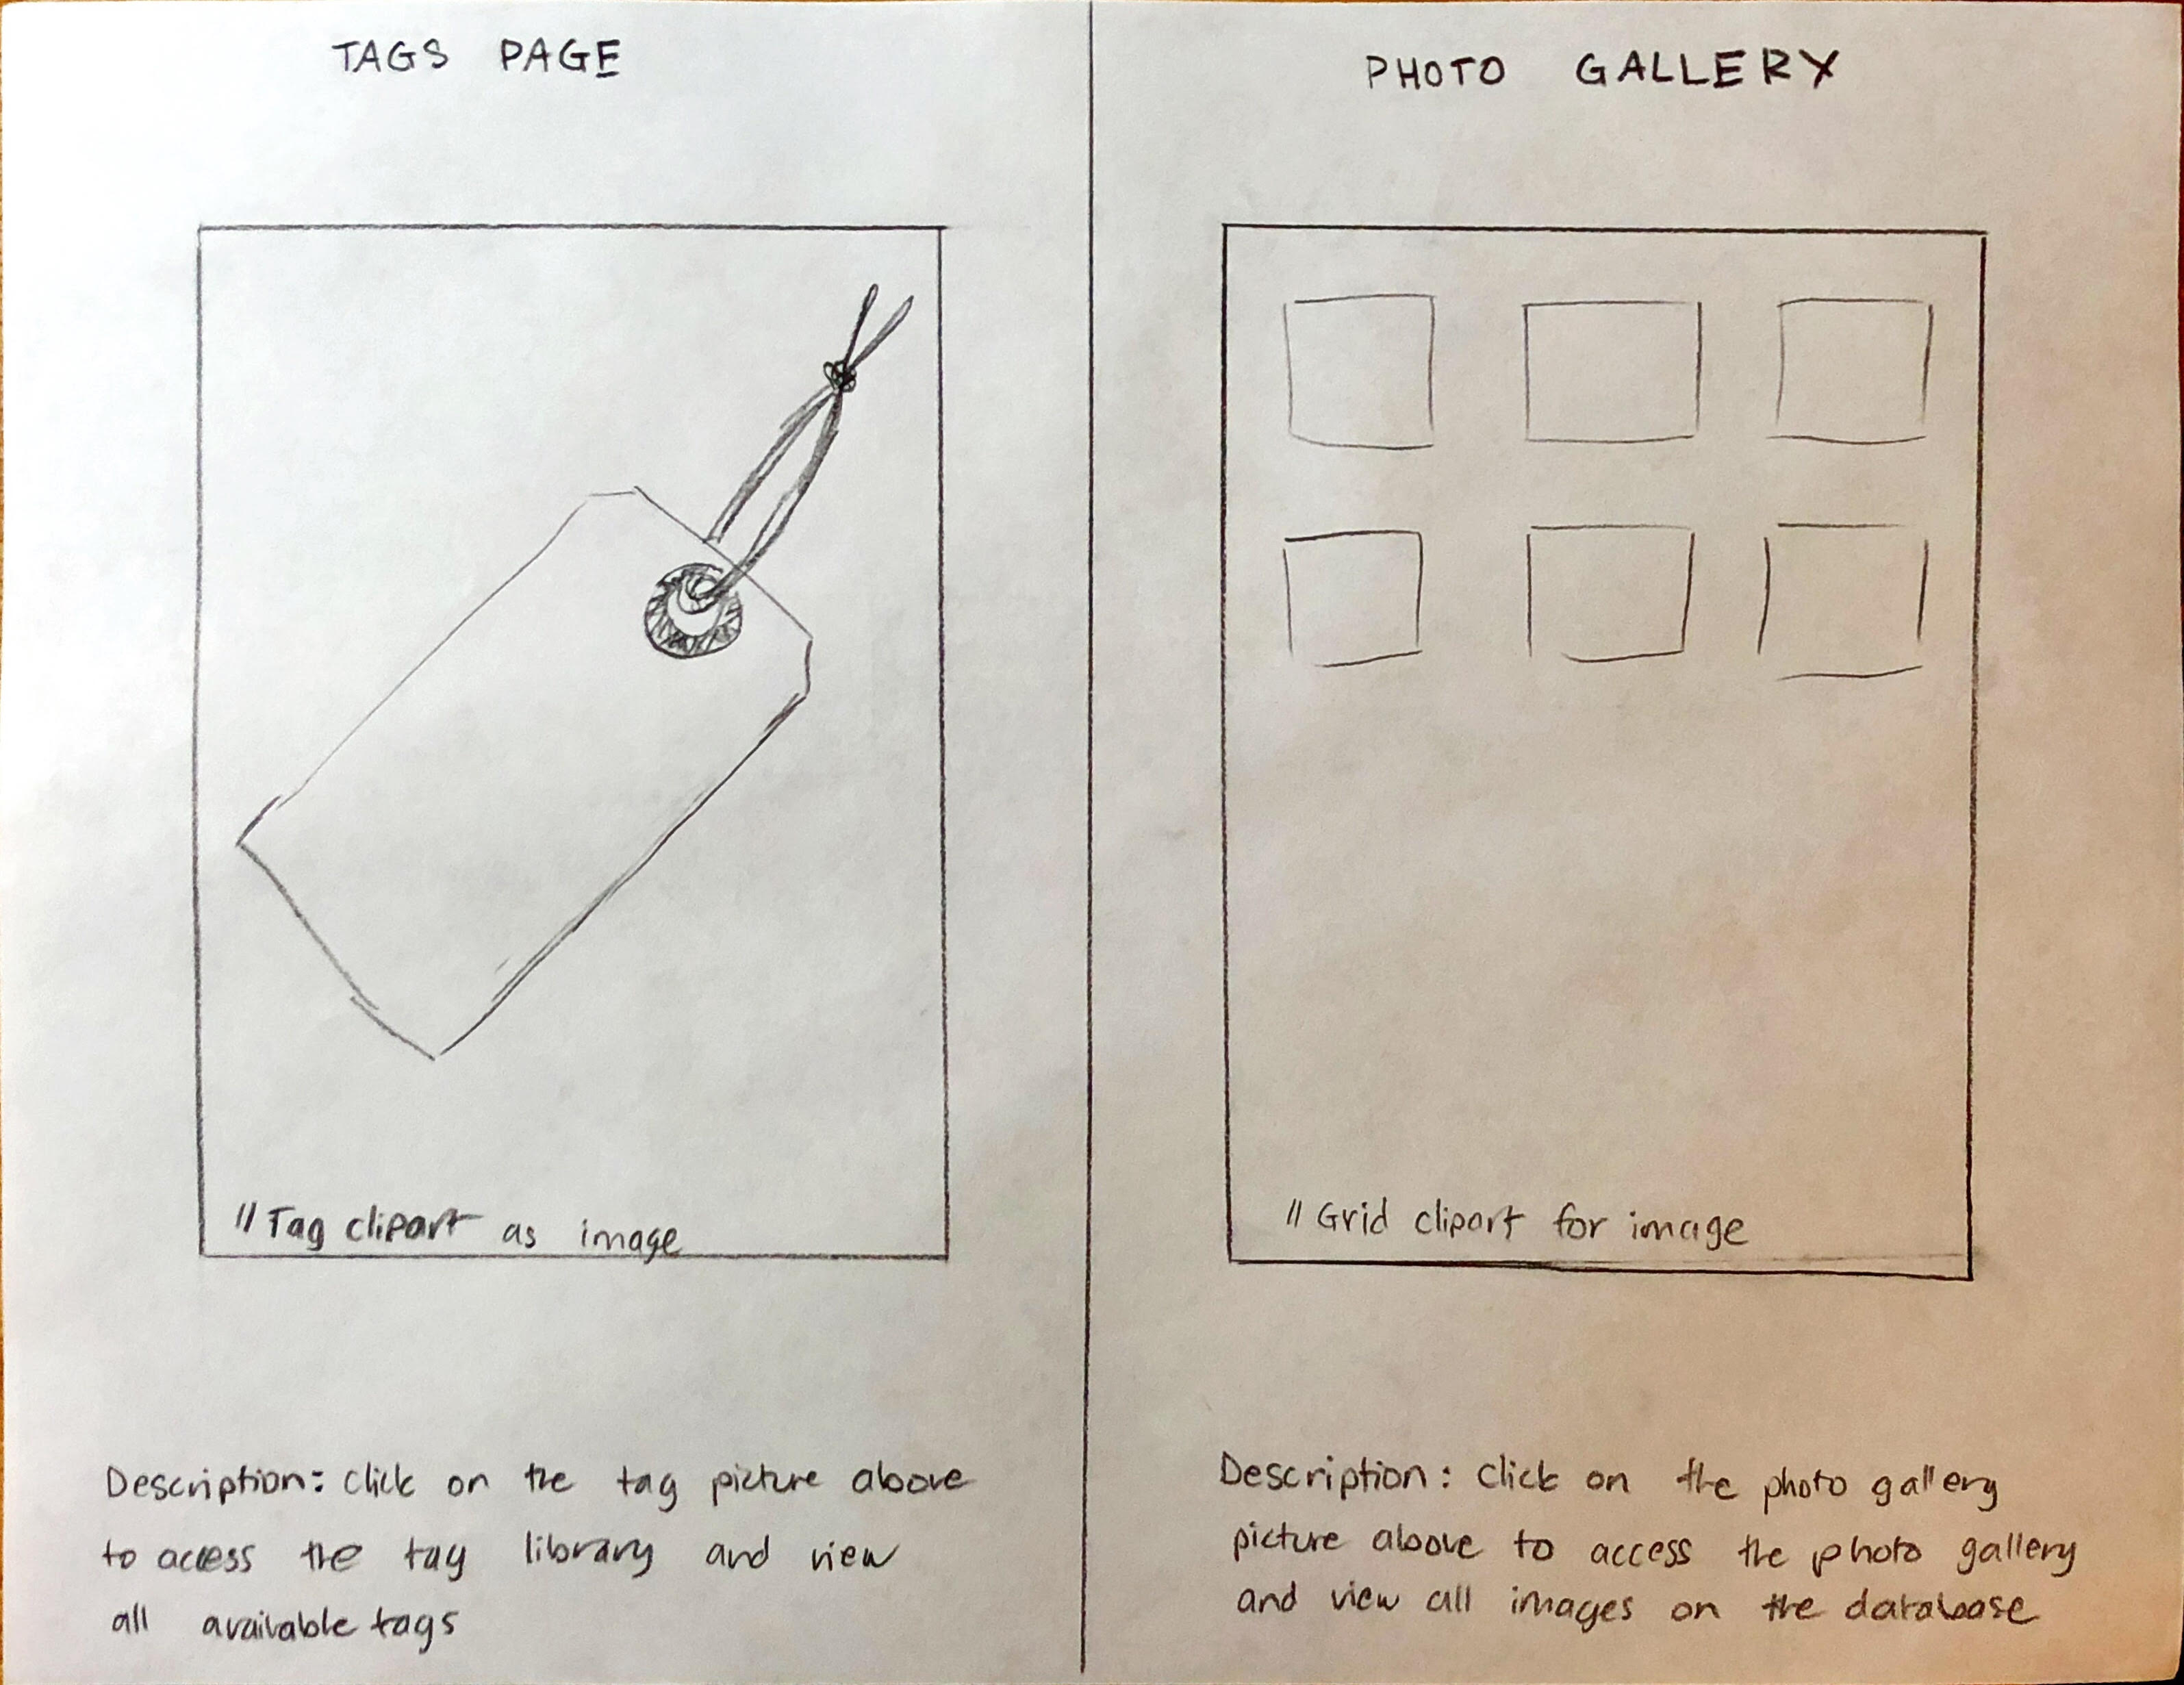 TAGS PAGE
// Tag clipart as image
Description: click on the tag picture above
to access the tag library and view
all available tags
PHOTO GALLERY
// Grid clipart for image
Description: click on the photo gallery
picture above to access the photo gallery
and view all images on the database